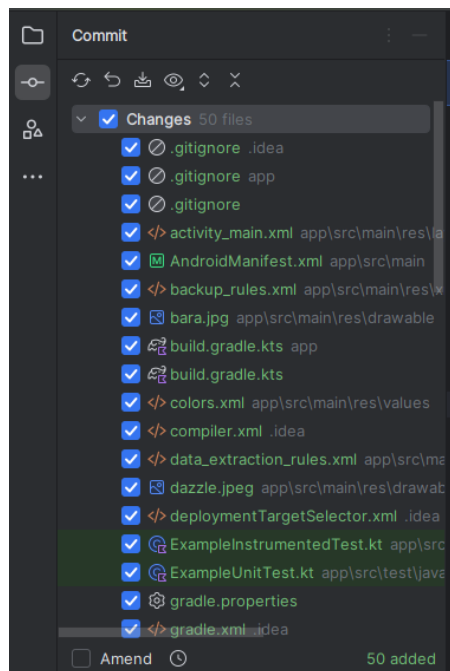 Commit
Changes 50 files
.gitignore .idea
.gitignore app
.gitignore
activity_main.xml app\src\main\res\la
AndroidManifest.xml app\src\main
backup_rules.xml app\src\main\res\x
bara.jpg app\src\main\res\drawable
build.gradle.kts app
build.gradle.kts
colors.xml app\src\main\res\values
compiler.xml .idea
data_extraction_rules.xml app\src\ma
dazzle.jpeg app\src\main\res\drawab
deploymentTargetSelector.xml .idea
ExampleInstrumentedTest.kt app\src
ExampleUnitTest.kt app\src\test\java
gradle.properties
gradle.xml .idea
Amend 50 added